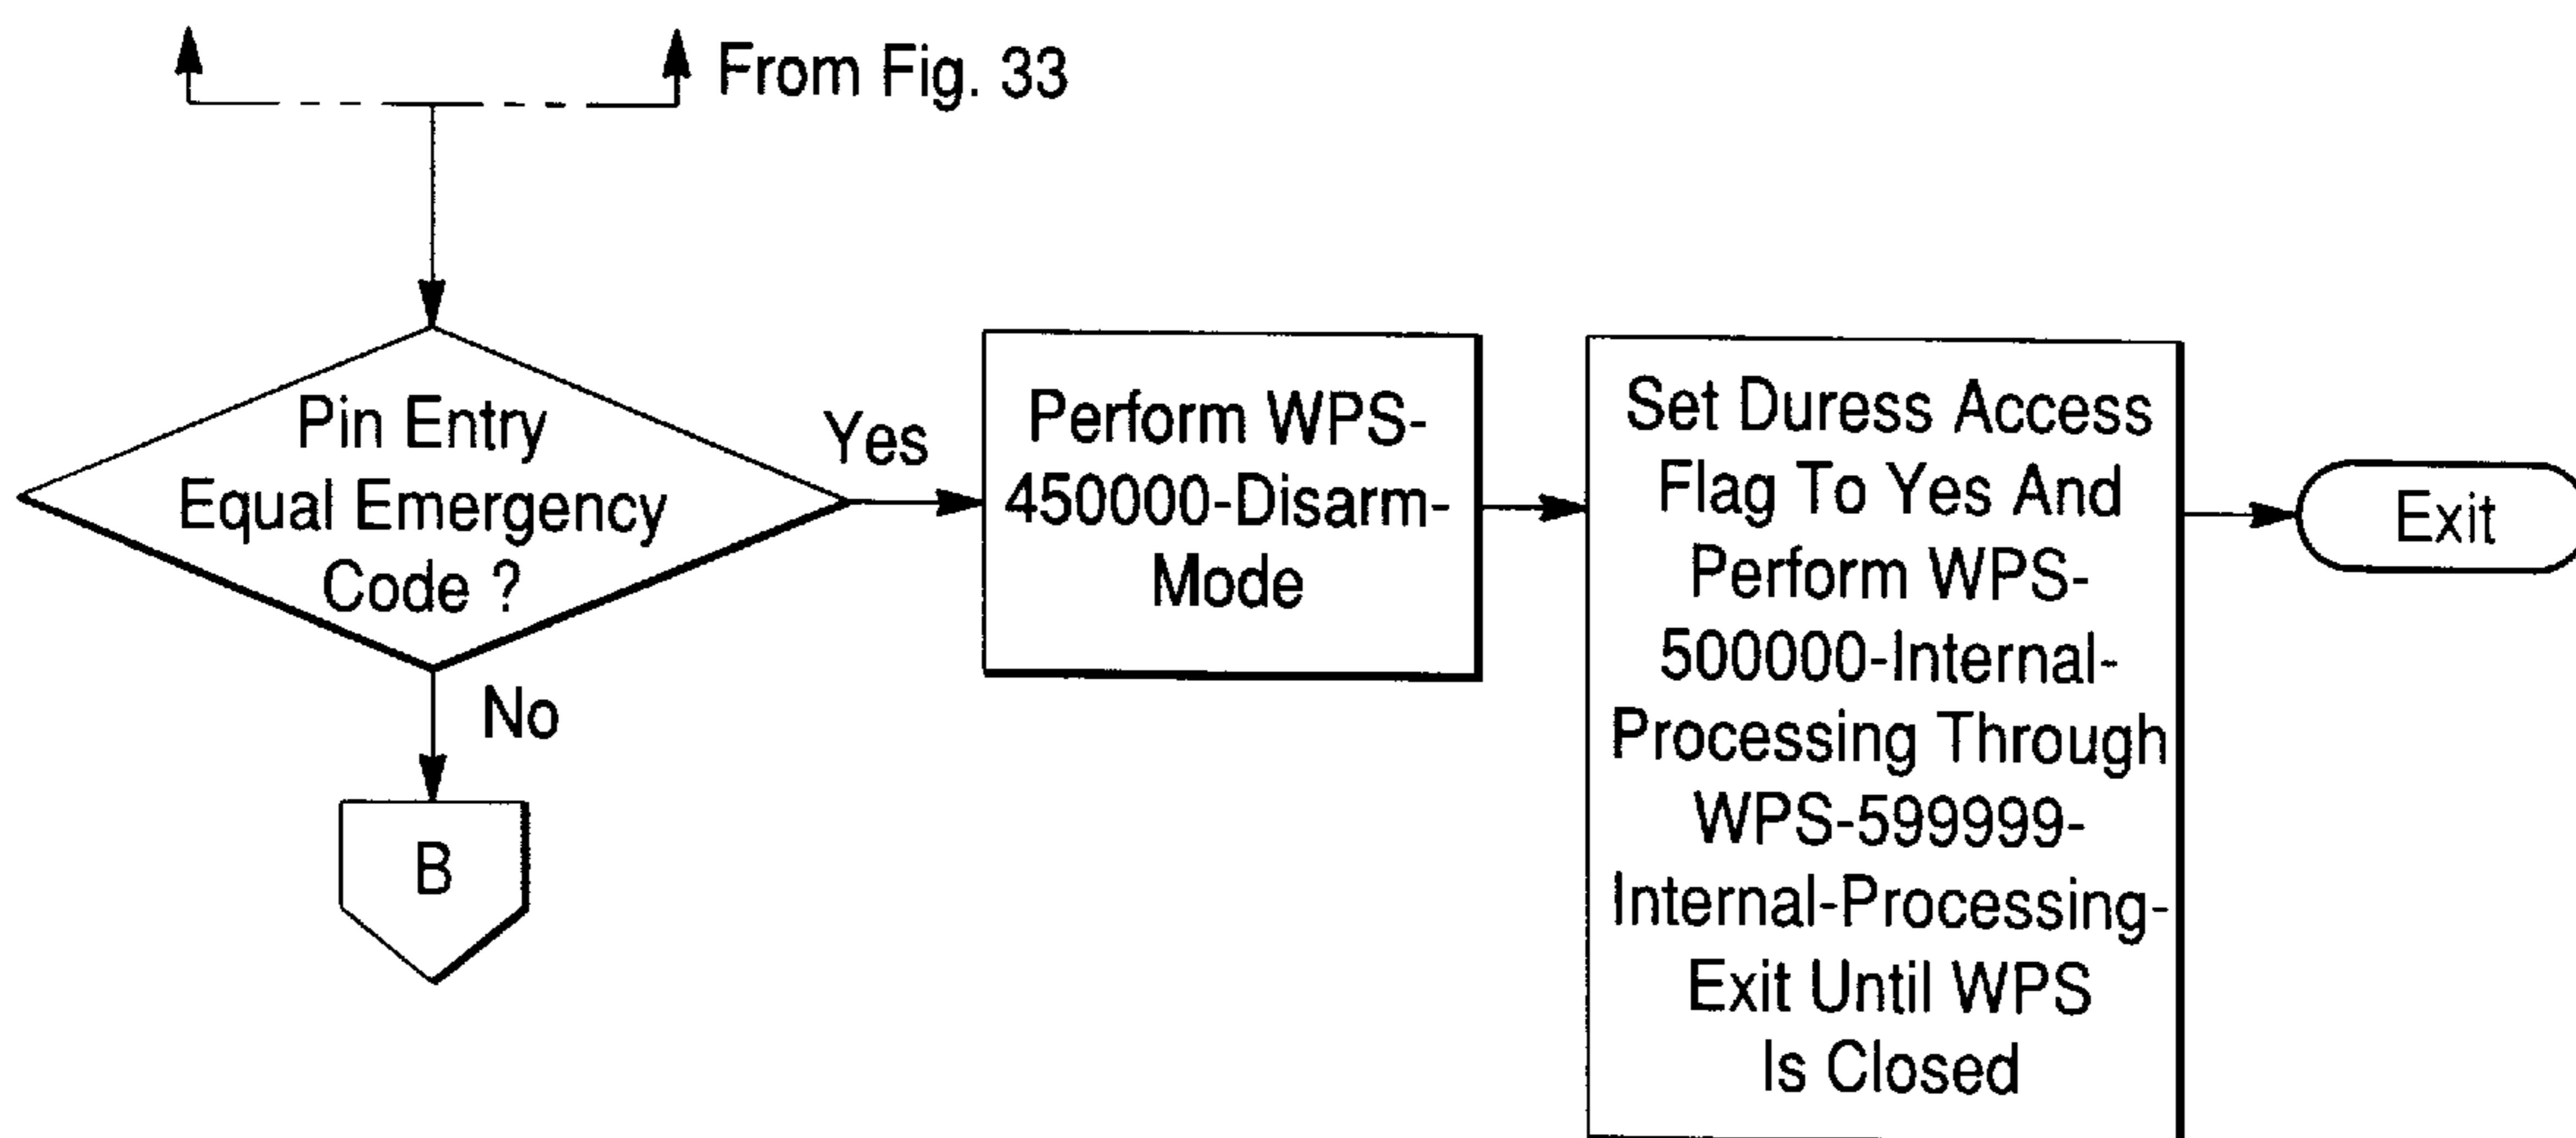 From Fig. 33
Pin Entry
Equal Emergency
Code ?
Yes
No
B
Perform WPS-
450000-Disarm-
Mode
Set Duress Access
Flag To Yes And
Perform WPS-
500000-Internal-
Processing Through
WPS-599999-
Internal-Processing-
Exit Until WPS
Is Closed
Exit